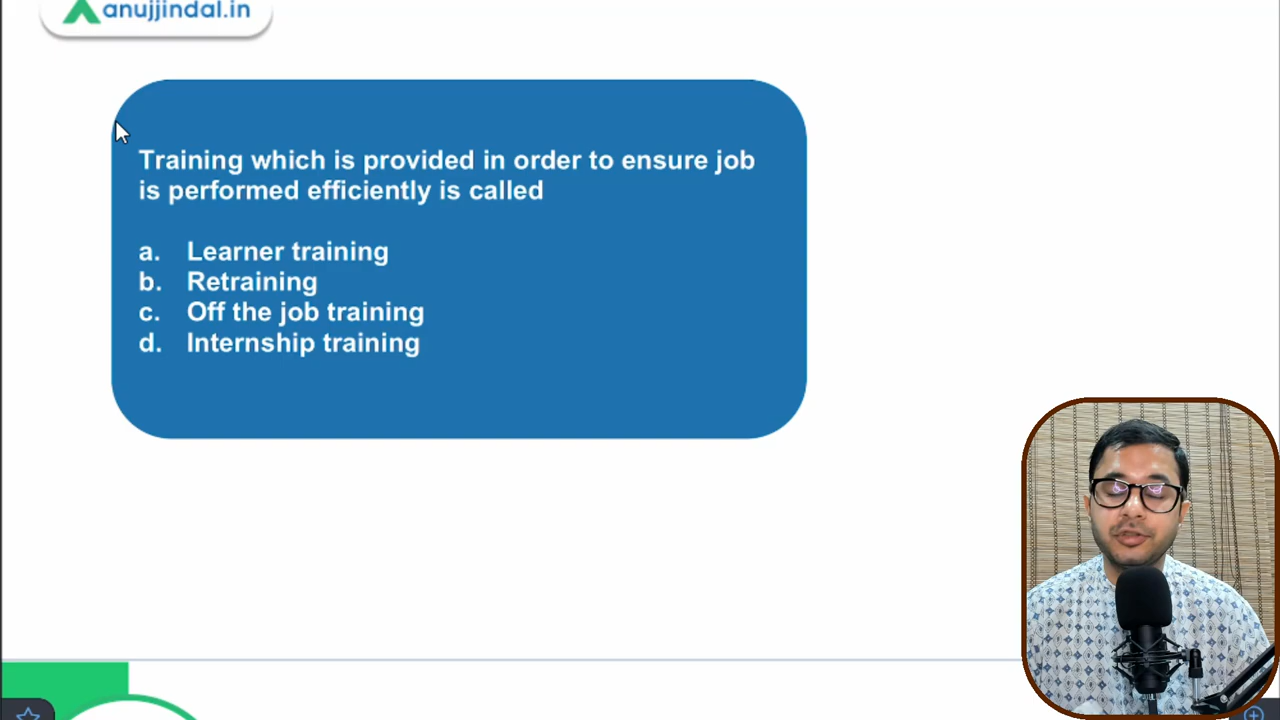 anujjindal.in
Training which is provided in order to ensure job
is performed efficiently is called
a. Learner training
b. Retraining
c. Off the job training
d. Internship training